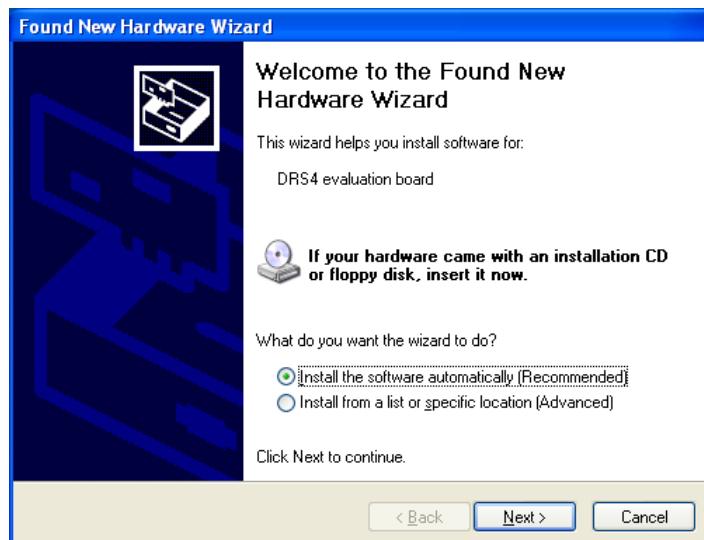 Found New Hardware Wizard
Welcome to the Found New
Hardware Wizard
This wizard helps you install software for:
DRS4 evaluation board
If your hardware came with an installation CD
or floppy disk, insert it now.
What do you want the wizard to do?
Install the software automatically (Recommended)
Install from a list or specific location (Advanced)
Click Next to continue.
< Back
Next >
Cancel